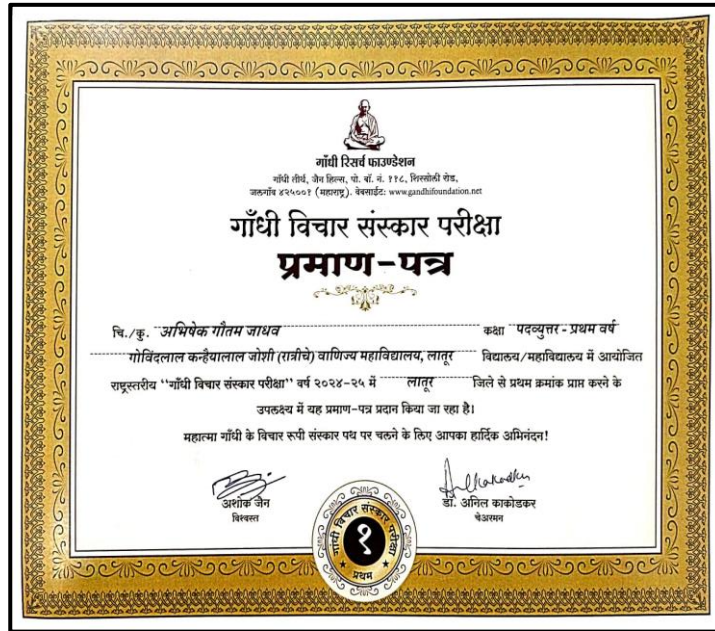 गाँधी रिसर्च फाउण्डेशन
गाँधी तीर्थ, जैन हिल्स, पो. बॉ. नं. ११८, शिरसोली रोड,
जलगाँव ४२५००१ (महाराष्ट्र). वेबसाईट: www.gandhifoundation.net
गाँधी विचार संस्कार परीक्षा
प्रमाण-पत्र
चि./कु. अभिषेक गौतम जाधव कक्षा पदव्युत्तर - प्रथम वर्ष
गोविंदलाल कन्हैयालाल जोशी (रात्रीचे) वाणिज्य महाविद्यालय, लातूर विद्यालय/महाविद्यालय में आयोजित
राष्ट्रस्तरीय "गाँधी विचार संस्कार परीक्षा" वर्ष २०२४-२५ में लातूर जिले से प्रथम क्रमांक प्राप्त करने के
उपलक्ष्य में यह प्रमाण-पत्र प्रदान किया जा रहा है।
महात्मा गाँधी के विचार रूपी संस्कार पथ पर चलने के लिए आपका हार्दिक अभिनंदन!
अशोक जैन
विश्वस्त
डॉ. अनिल काकोडकर
चेअरमन
गाँधी विचार संस्कार परीक्षा
१
प्रथम